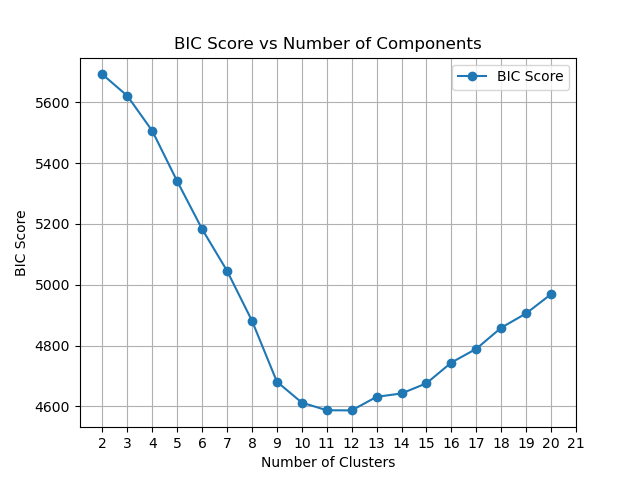 BIC Score vs Number of Components
BIC Score
5600
5400
5200
5000
4800
4600
BIC Score
2 3 4 5 6 7 8 9 10 11 12 13 14 15 16 17 18 19 20 21
Number of Clusters